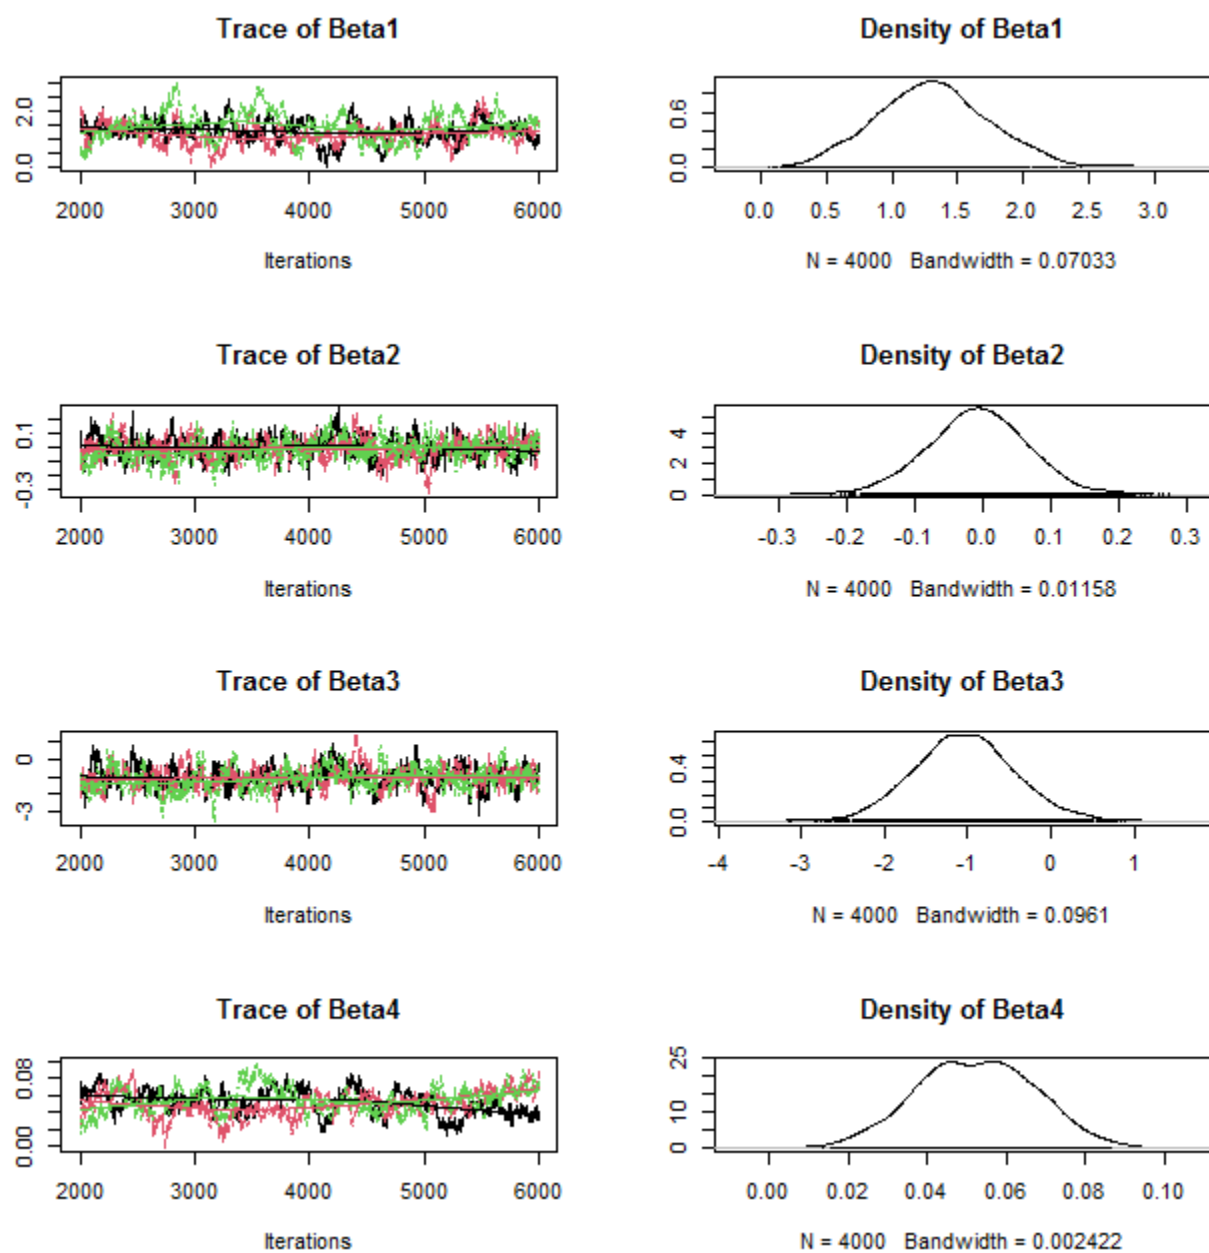 Trace of Beta1
0.0 2.0
2000 3000 4000 5000 6000
Iterations
Density of Beta1
0.0 0.6
0.0 0.5 1.0 1.5 2.0 2.5 3.0
N = 4000 Bandwidth = 0.07033
Trace of Beta2
-0.3 0.1
2000 3000 4000 5000 6000
Iterations
Density of Beta2
0 2 4
-0.3 -0.2 -0.1 0.0 0.1 0.2 0.3
N = 4000 Bandwidth = 0.01158
Trace of Beta3
-3 0
2000 3000 4000 5000 6000
Iterations
Density of Beta3
0.0 0.4
-4 -3 -2 -1 0 1
N = 4000 Bandwidth = 0.0961
Trace of Beta4
0.00 0.08
2000 3000 4000 5000 6000
Iterations
Density of Beta4
0 10 25
0.00 0.02 0.04 0.06 0.08 0.10
N = 4000 Bandwidth = 0.002422